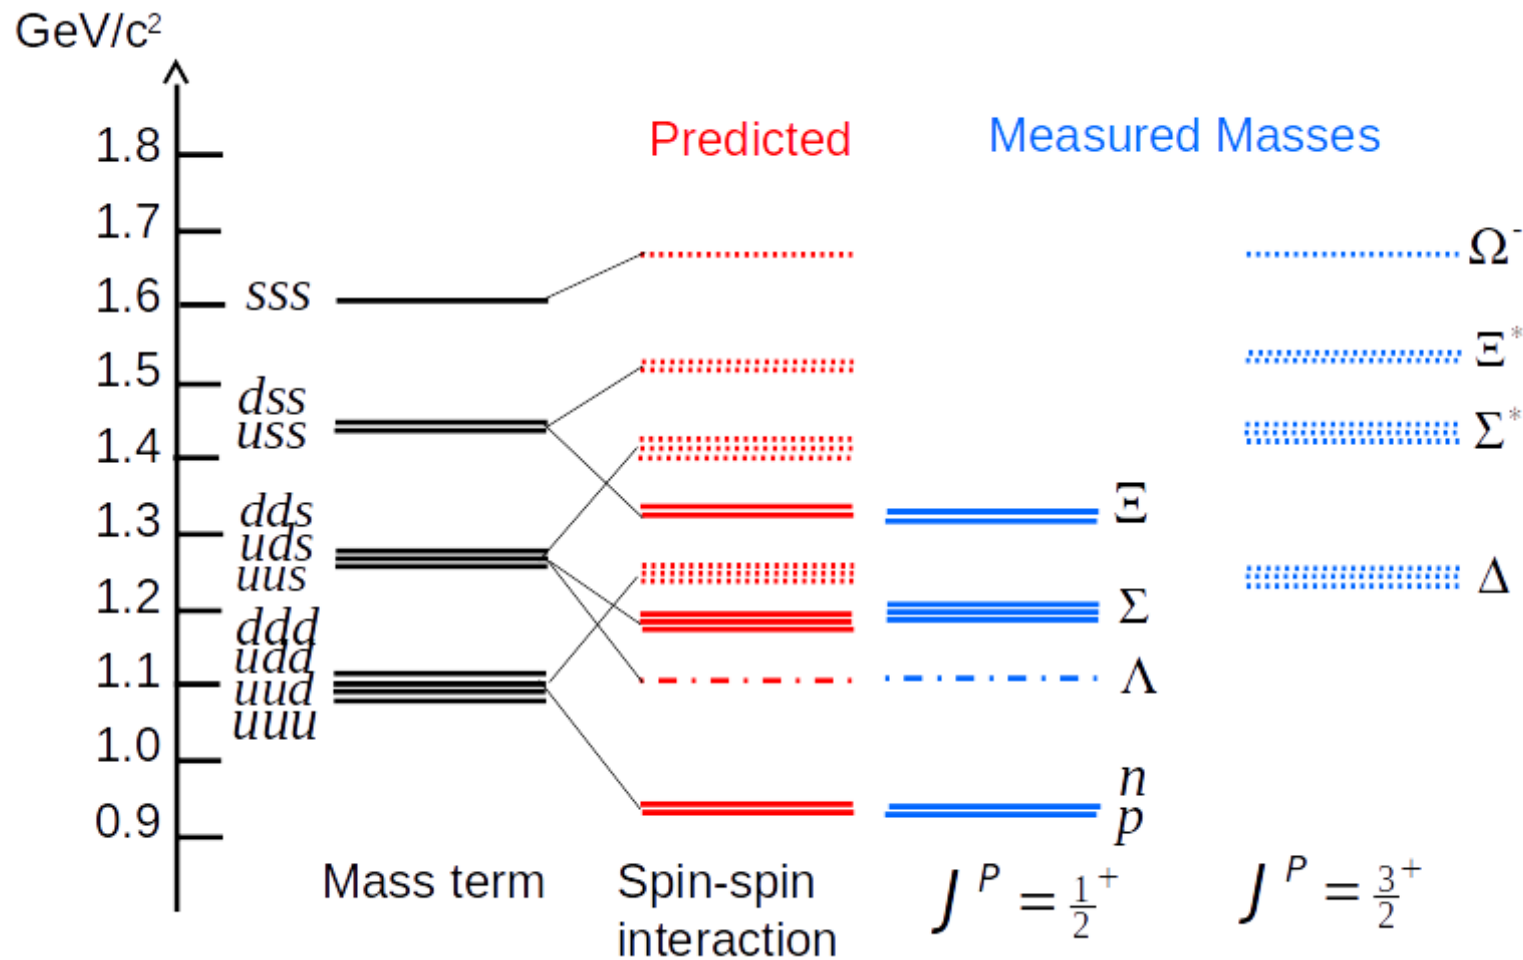 GeV/c²
Predicted
Measured Masses
1.8
1.7
1.6
1.5
1.4
1.3
1.2
1.1
1.0
0.9
sss
dss
uss
dds
uds
uus
ddd
udd
uud
uuu
Ω⁻
Ξ*
Σ*
Ξ
Δ
Σ
Λ
n
p
Mass term
Spin-spin
interaction
J ᴾ = 1/2 ⁺
J ᴾ = 3/2 ⁺